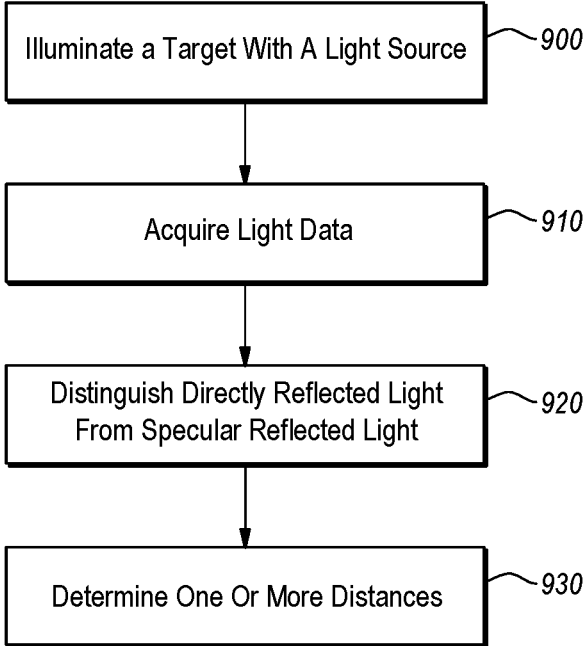 Illuminate a Target With A Light Source
900
Acquire Light Data
910
Distinguish Directly Reflected Light
From Specular Reflected Light
920
Determine One Or More Distances
930